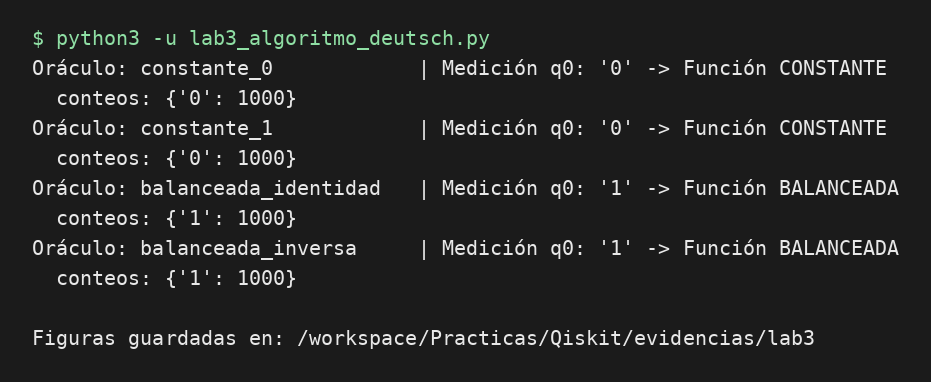 $ python3 -u lab3_algoritmo_deutsch.py
Oráculo: constante_0            | Medición q0: '0' -> Función CONSTANTE
  conteos: {'0': 1000}
Oráculo: constante_1            | Medición q0: '0' -> Función CONSTANTE
  conteos: {'0': 1000}
Oráculo: balanceada_identidad   | Medición q0: '1' -> Función BALANCEADA
  conteos: {'1': 1000}
Oráculo: balanceada_inversa     | Medición q0: '1' -> Función BALANCEADA
  conteos: {'1': 1000}
Figuras guardadas en: /workspace/Practicas/Qiskit/evidencias/lab3